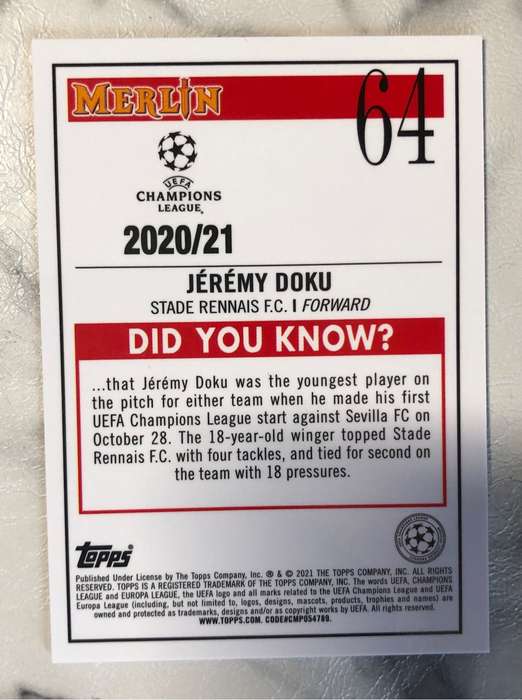 MERLIN
64
UEFA
CHAMPIONS
LEAGUE
2020/21
JÉRÉMY DOKU
STADE RENNAIS F.C. I FORWARD
DID YOU KNOW?
...that Jérémy Doku was the youngest player on
the pitch for either team when he made his first
UEFA Champions League start against Sevilla FC on
October 28. The 18-year-old winger topped Stade
Rennais F.C. with four tackles, and tied for second on
the team with 18 pressures.
Topps
Published Under License by The Topps Company, Inc. ® & © 2021 THE TOPPS COMPANY, INC. ALL RIGHTS
RESERVED. TOPPS IS A REGISTERED TRADEMARK OF THE TOPPS COMPANY, INC. The words UEFA, CHAMPIONS
LEAGUE and EUROPA LEAGUE, the UEFA logo and all marks related to the UEFA Champions League and UEFA
Europa League (including, but not limited to, logos, designs, mascots, products, trophies and names) are
owned and protected as trademarks, designs and/or as copyright works by UEFA. All rights reserved.
WWW.TOPPS.COM. CODE#CMP054780.